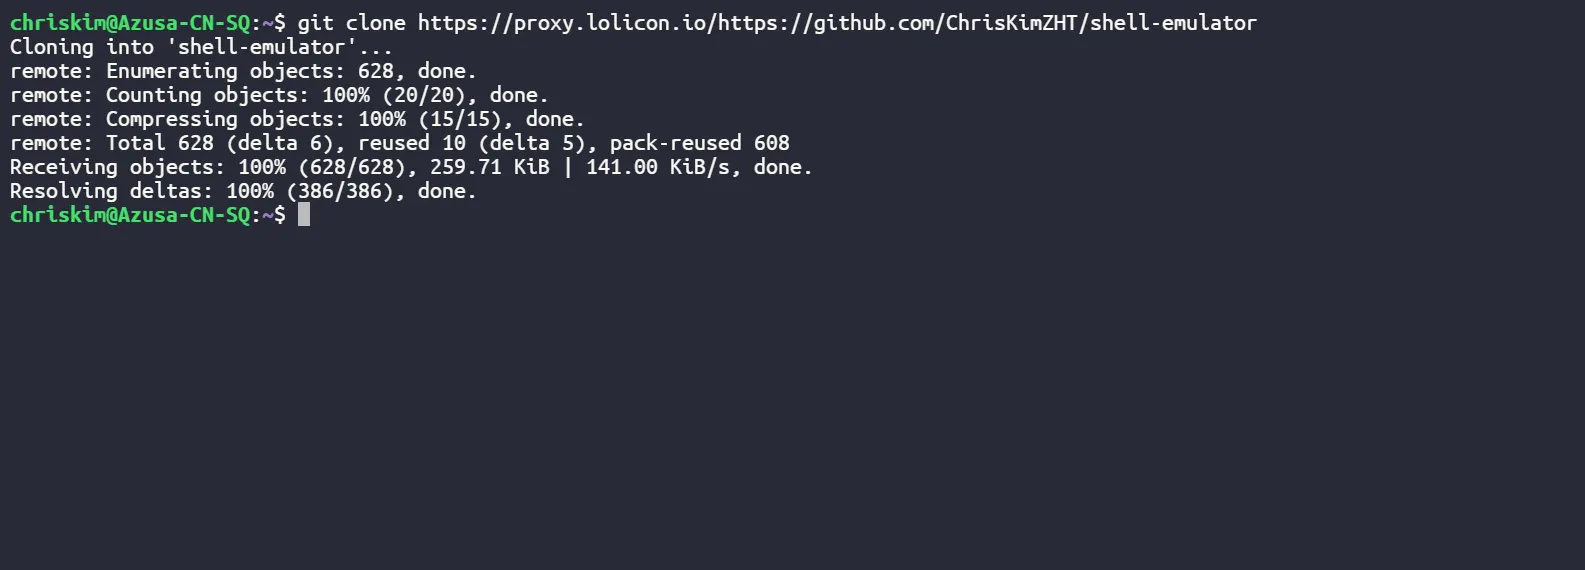 chriskim@Azusa-CN-SQ:~$ git clone https://proxy.lolicon.io/https://github.com/ChrisKimZHT/shell-emulator
Cloning into 'shell-emulator'...
remote: Enumerating objects: 628, done.
remote: Counting objects: 100% (20/20), done.
remote: Compressing objects: 100% (15/15), done.
remote: Total 628 (delta 6), reused 10 (delta 5), pack-reused 608
Receiving objects: 100% (628/628), 259.71 KiB | 141.00 KiB/s, done.
Resolving deltas: 100% (386/386), done.
chriskim@Azusa-CN-SQ:~$